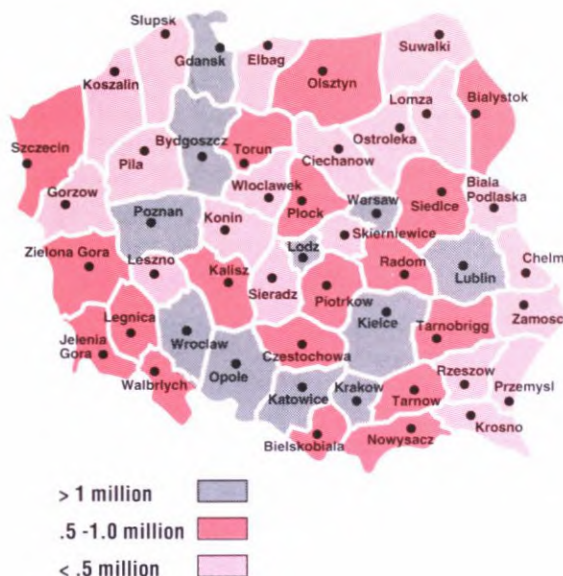 Slupsk
Gdansk
Elbag
Suwalki
Koszalin
Olsztyn
Lomza
Bialystok
Szczecin
Bydgoszcz
Torun
Ostroleka
Pila
Ciechanow
Gorzow
Wloclawek
Biala
Podlaska
Poznan
Konin
Plock
Warsaw
Siedlce
Skierniewice
Zielona Gora
Leszno
Lodz
Chelm
Kalisz
Sieradz
Radom
Lublin
Piotrkow
Legnica
Kielce
Tarnobrigg
Zamosc
Jelenia
Gora
Wroclaw
Czestochowa
Walbrlych
Opole
Rzeszow
Katowice
Krakow
Tarnow
Przemysl
Bielskobiala
Nowysacz
Krosno
> 1 million
.5 -1.0 million
< .5 million